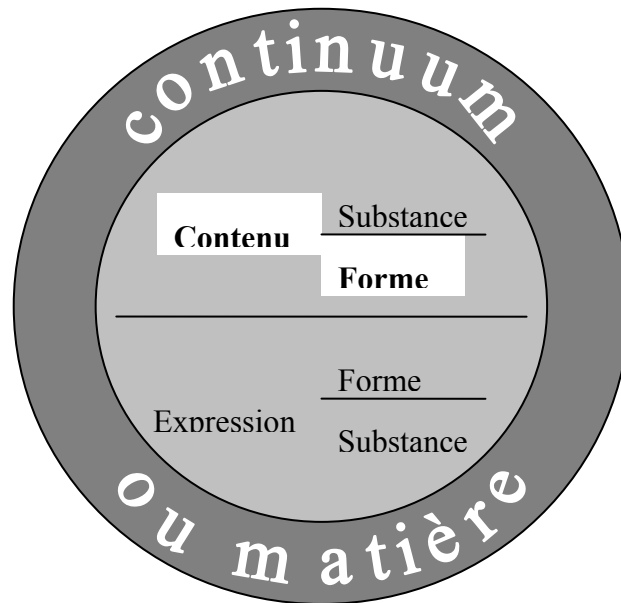 continuum
Substance
Contenu
Forme
Forme
Expression
Substance
ou matière